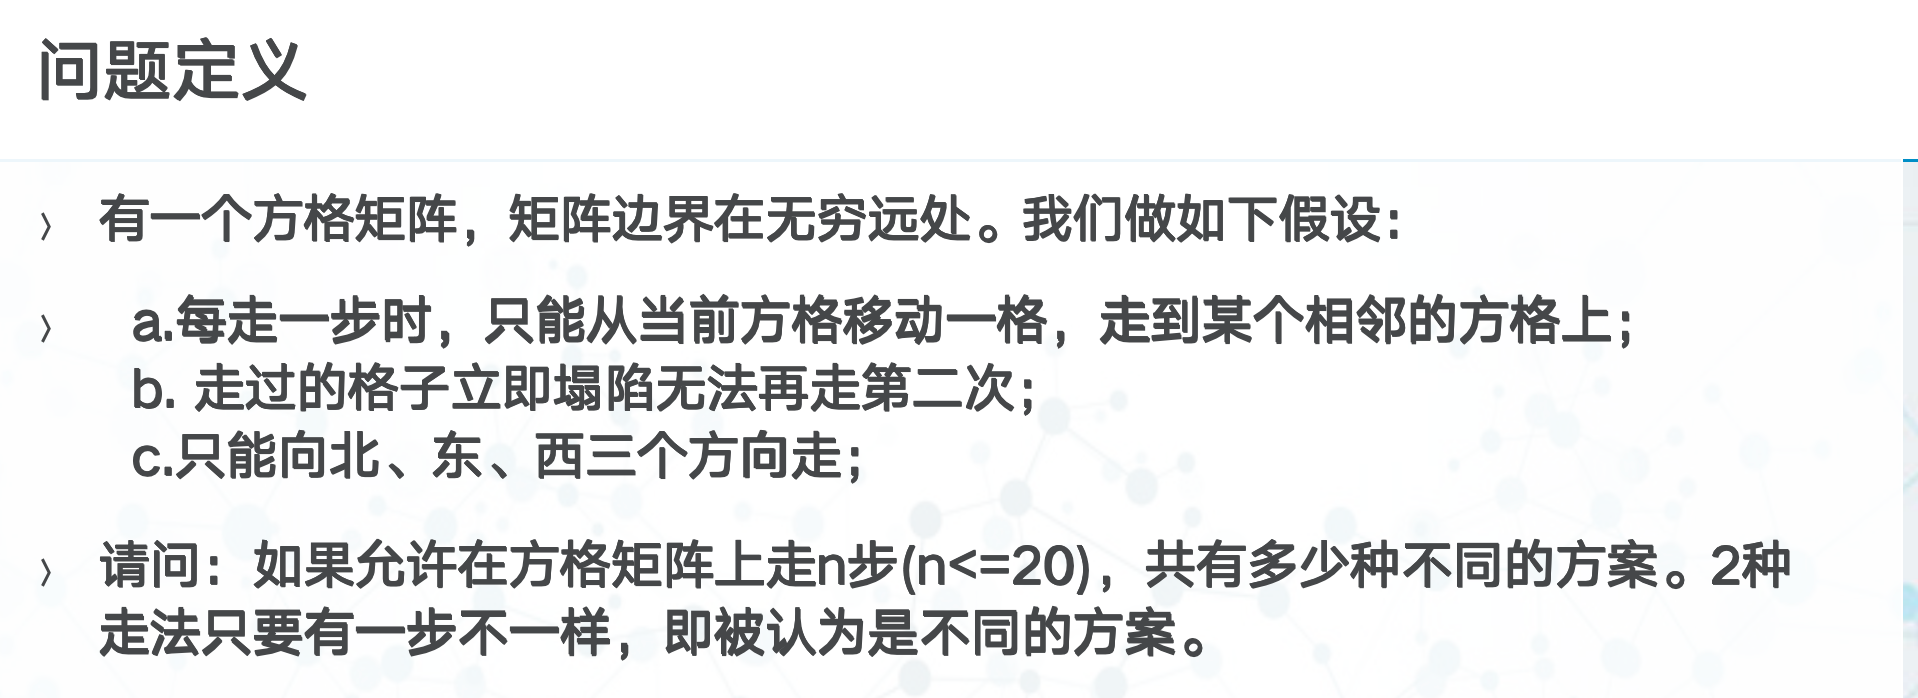 问题定义
› 有一个方格矩阵，矩阵边界在无穷远处。我们做如下假设：
› a.每走一步时，只能从当前方格移动一格，走到某个相邻的方格上；
b. 走过的格子立即塌陷无法再走第二次；
c.只能向北、东、西三个方向走；
› 请问：如果允许在方格矩阵上走n步(n<=20)，共有多少种不同的方案。2种
走法只要有一步不一样，即被认为是不同的方案。